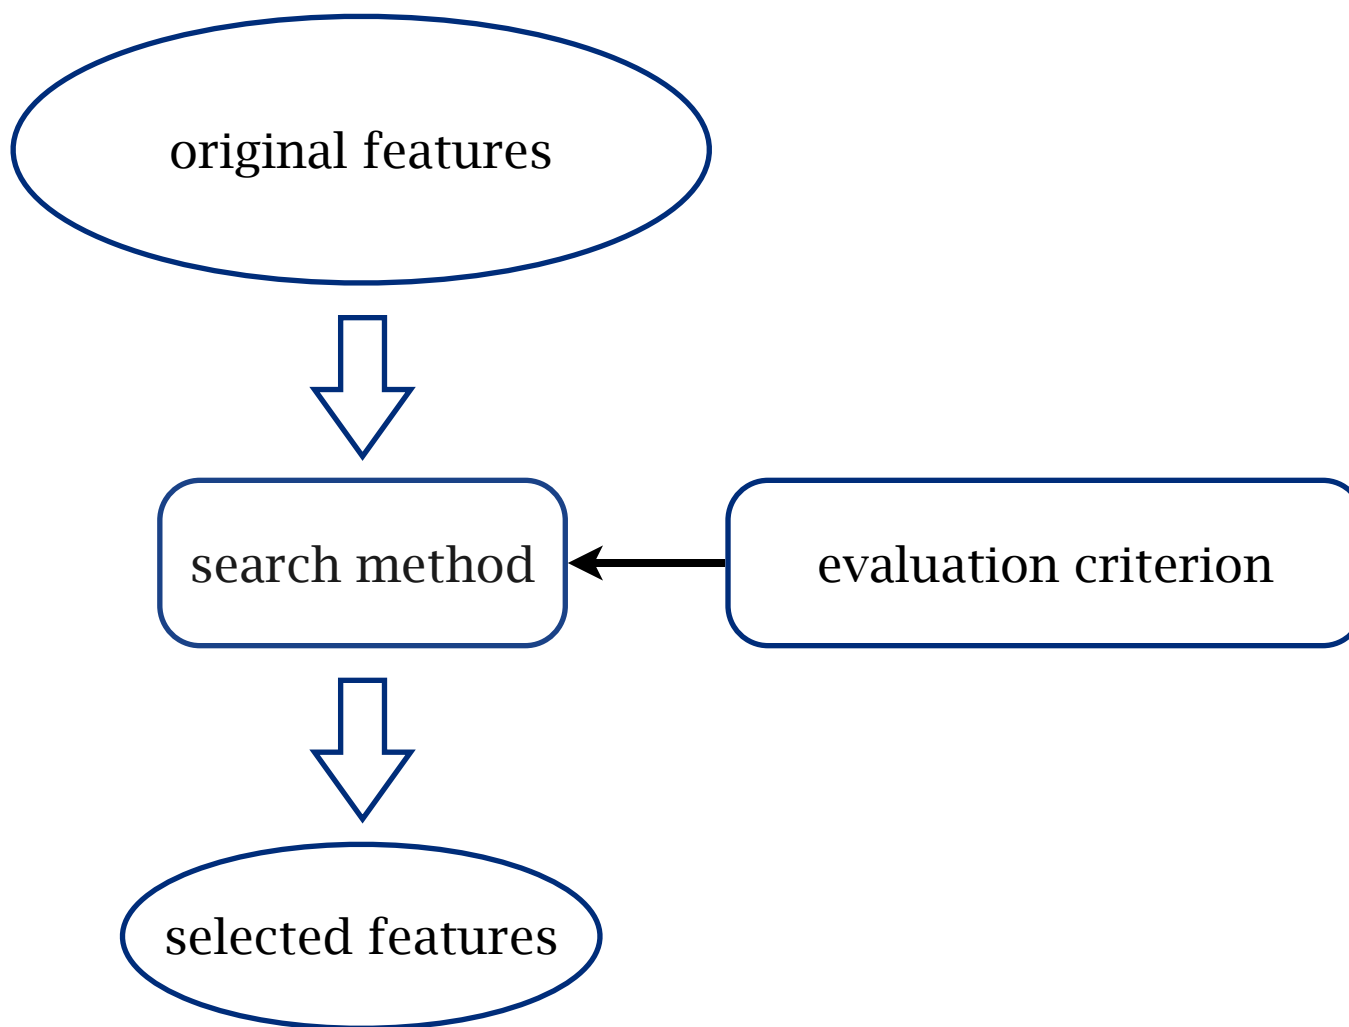 original features
search method
evaluation criterion
selected features